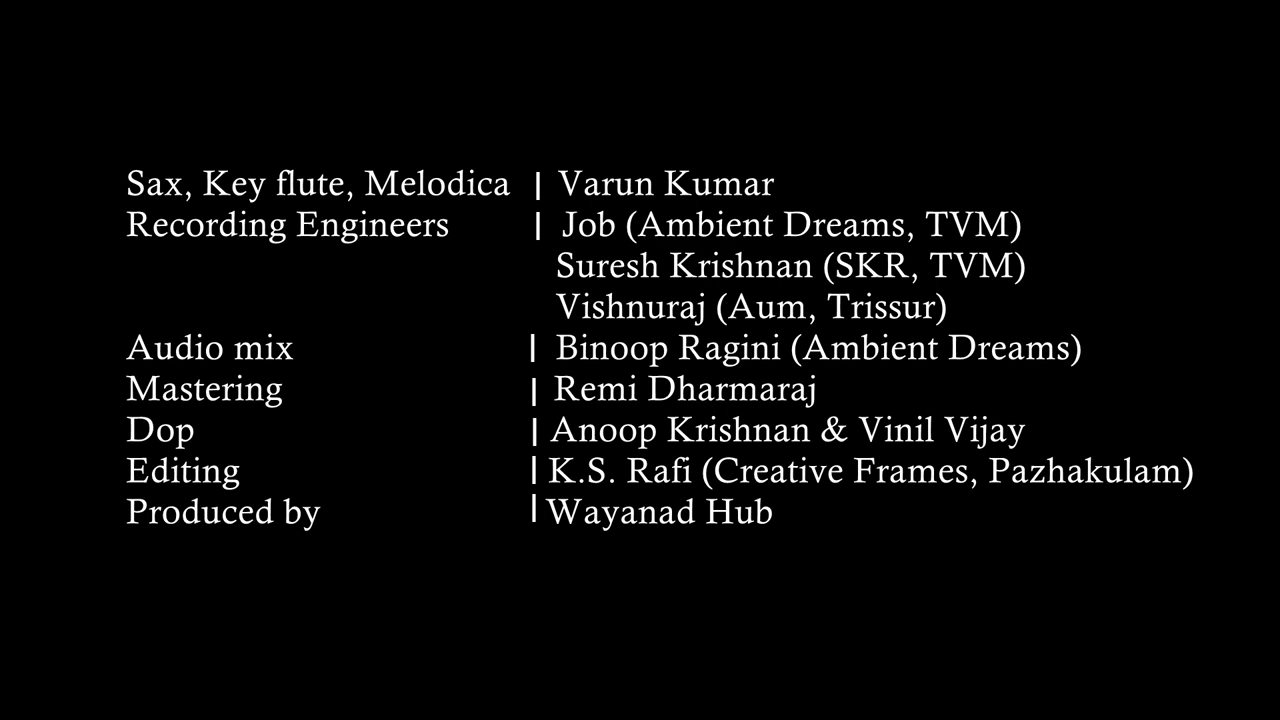 Sax, Key flute, Melodica | Varun Kumar
Recording Engineers | Job (Ambient Dreams, TVM)
Suresh Krishnan (SKR, TVM)
Vishnuraj (Aum, Trissur)
Audio mix | Binoop Ragini (Ambient Dreams)
Mastering | Remi Dharmaraj
Dop | Anoop Krishnan & Vinil Vijay
Editing | K.S. Rafi (Creative Frames, Pazhakulam)
Produced by | Wayanad Hub